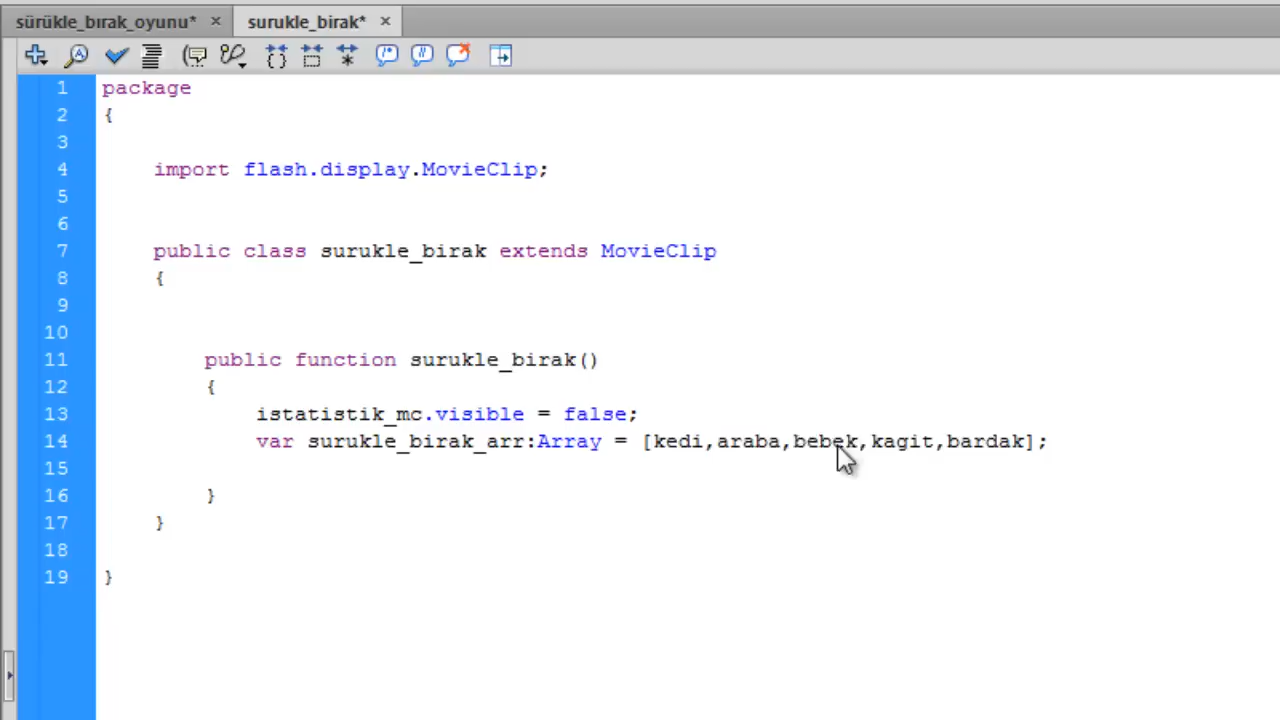 sürükle_bırak_oyunu* × surukle_birak* ×
1 package
2 {
3
4 import flash.display.MovieClip;
5
6
7 public class surukle_birak extends MovieClip
8 {
9
10
11 public function surukle_birak()
12 {
13 istatistik_mc.visible = false;
14 var surukle_birak_arr:Array = [kedi,araba,bebek,kagit,bardak];
15
16 }
17 }
18
19 }